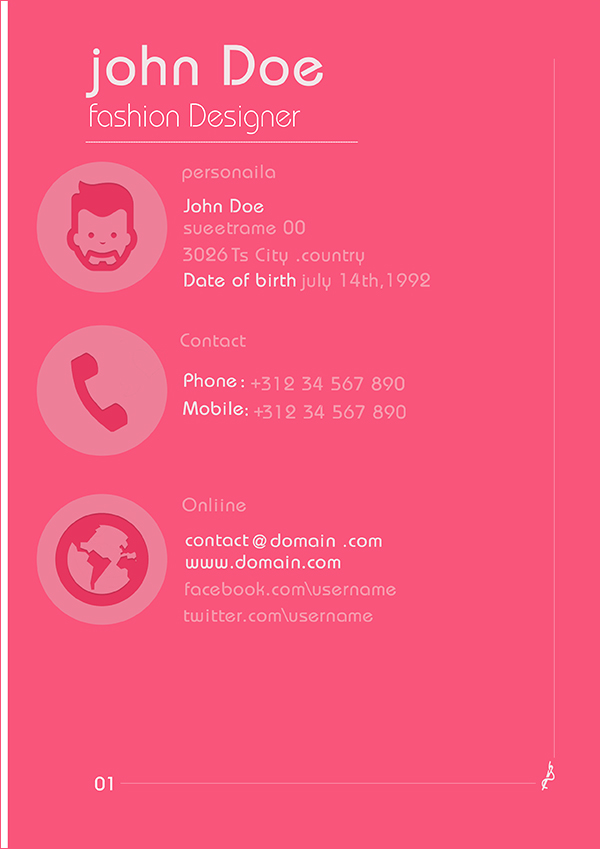 john Doe
fashion Designer
personaila
John Doe
sueetrame 00
3026 Ts City .country
Date of birth july 14th,1992
Contact
Phone : +312 34 567 890
Mobile: +312 34 567 890
Onliine
contact @ domain .com
www.domain.com
facebook.com\username
twitter.com\username
01